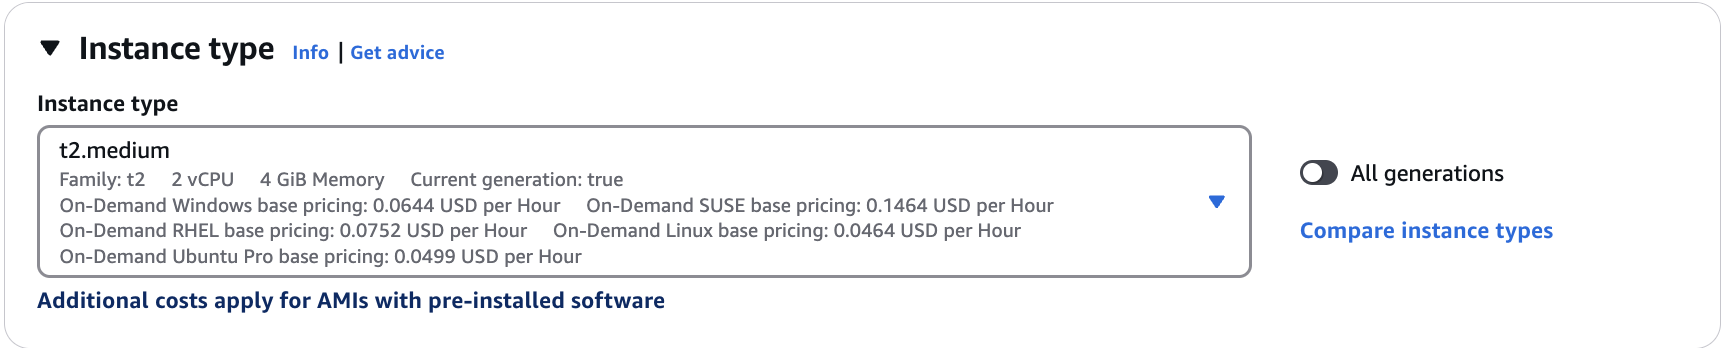 Instance type Info | Get advice
Instance type
t2.medium
Family: t2 2 vCPU 4 GiB Memory Current generation: true
On-Demand Windows base pricing: 0.0644 USD per Hour On-Demand SUSE base pricing: 0.1464 USD per Hour
On-Demand RHEL base pricing: 0.0752 USD per Hour On-Demand Linux base pricing: 0.0464 USD per Hour
On-Demand Ubuntu Pro base pricing: 0.0499 USD per Hour
All generations
Compare instance types
Additional costs apply for AMIs with pre-installed software